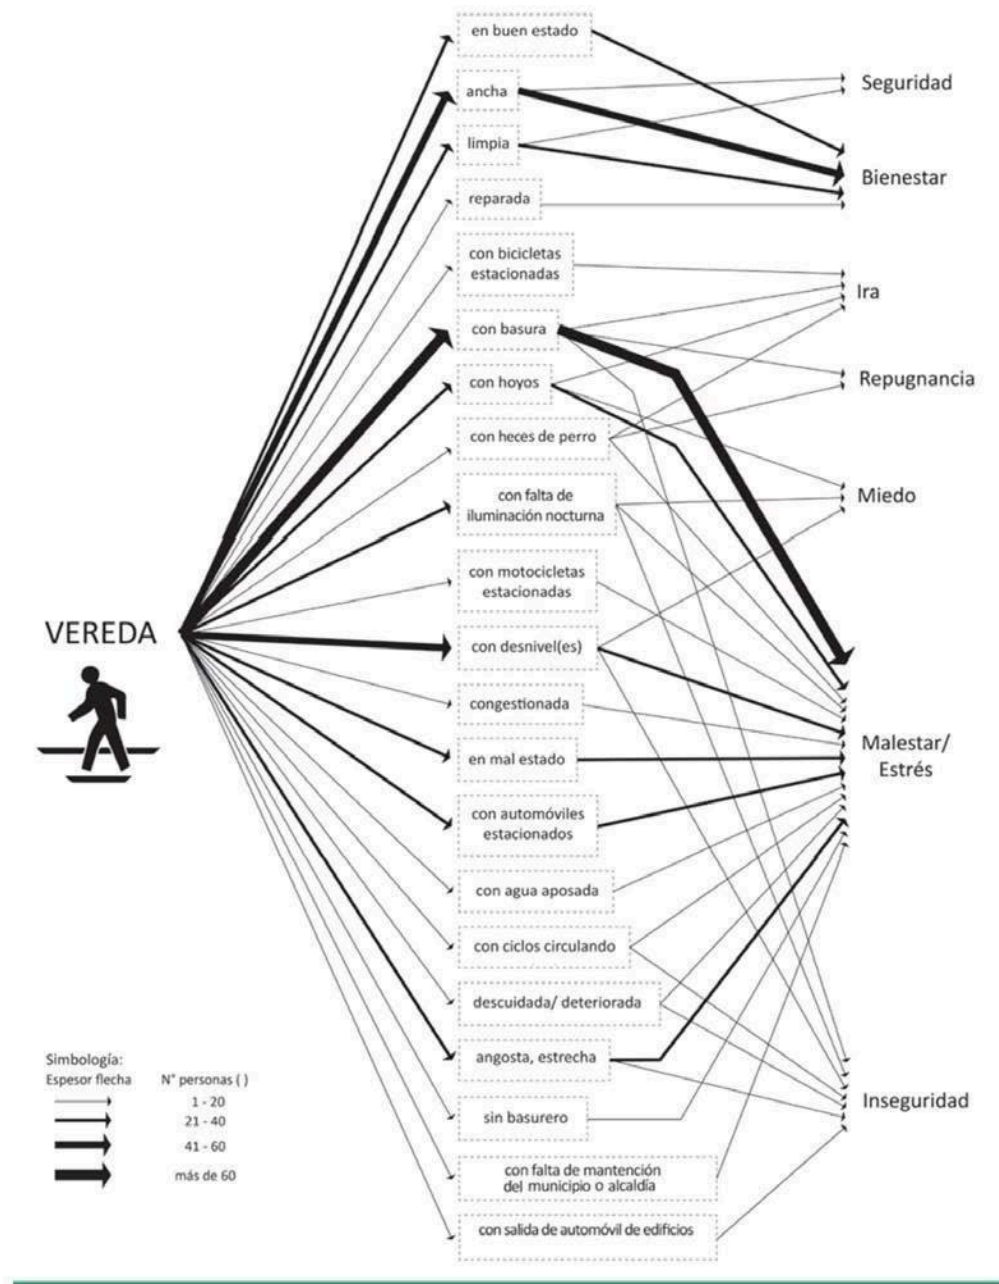 en buen estado
ancha
limpia
reparada
con bicicletas
estacionadas
con basura
con hoyos
con heces de perro
con falta de
iluminación nocturna
con motocicletas
estacionadas
con desnivel(es)
congestionada
en mal estado
con automóviles
estacionados
con agua aposada
con ciclos circulando
descuidada/ deteriorada
angosta, estrecha
sin basurero
con falta de mantención
del municipio o alcaldía
con salida de automóvil de edificios
VEREDA
Seguridad
Bienestar
Ira
Repugnancia
Miedo
Malestar/
Estrés
Inseguridad
Simbología:
Espesor flecha N° personas ( )
1 - 20
21 - 40
41 - 60
más de 60